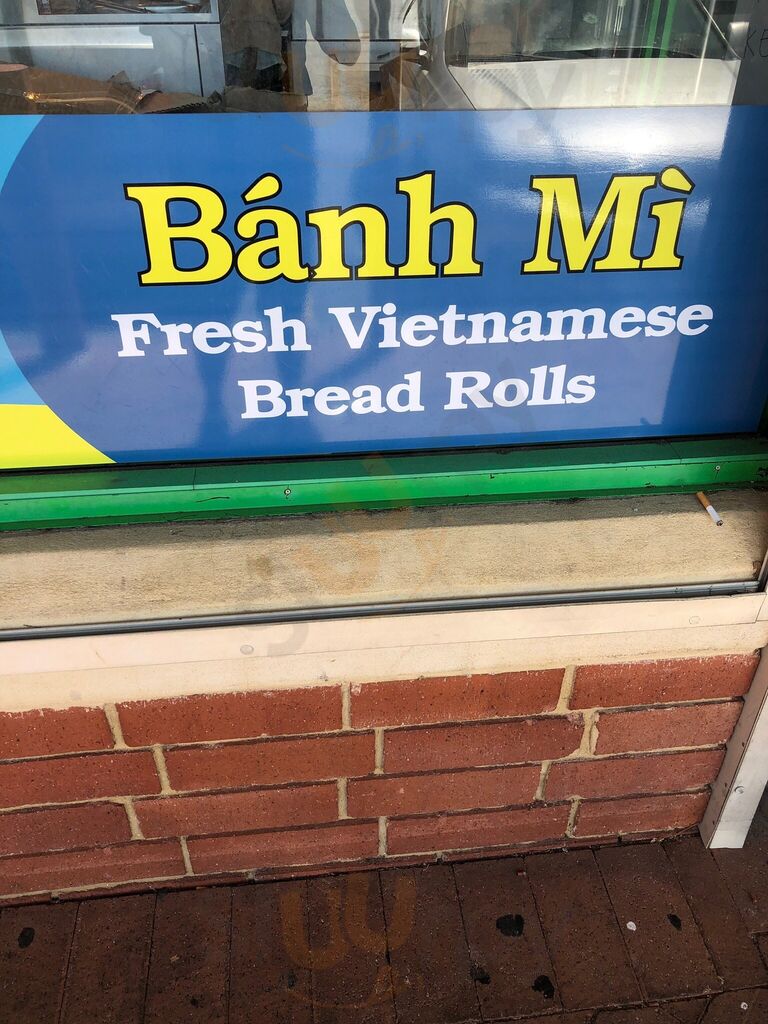 Bánh Mì
Fresh Vietnamese
Bread Rolls